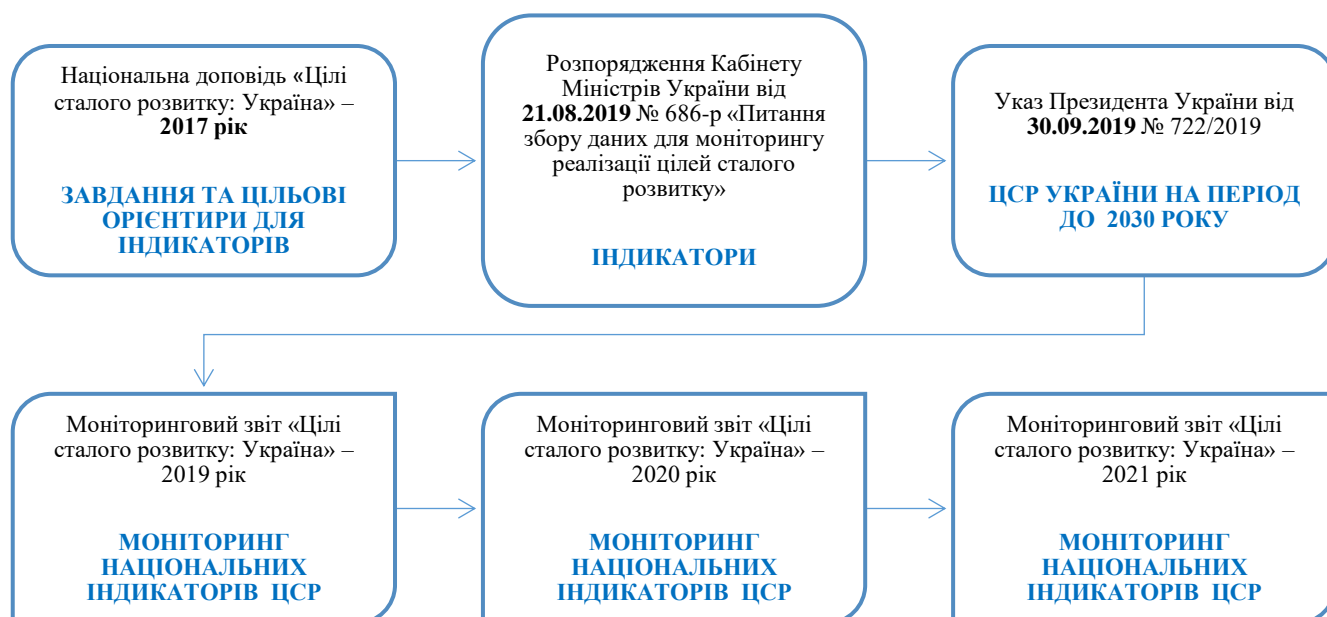 Національна доповідь «Цілі
сталого розвитку: Україна» –
2017 рік
ЗАВДАННЯ ТА ЦІЛЬОВІ
ОРІЄНТИРИ ДЛЯ
ІНДИКАТОРІВ
Розпорядження Кабінету
Міністрів України від
21.08.2019 № 686-р «Питання
збору даних для моніторингу
реалізації цілей сталого
розвитку»
ІНДИКАТОРИ
Указ Президента України від
30.09.2019 № 722/2019
ЦСР УКРАЇНИ НА ПЕРІОД
ДО 2030 РОКУ
Моніторинговий звіт «Цілі
сталого розвитку: Україна» –
2019 рік
МОНІТОРИНГ
НАЦІОНАЛЬНИХ
ІНДИКАТОРІВ ЦСР
Моніторинговий звіт «Цілі
сталого розвитку: Україна» –
2020 рік
МОНІТОРИНГ
НАЦІОНАЛЬНИХ
ІНДИКАТОРІВ ЦСР
Моніторинговий звіт «Цілі
сталого розвитку: Україна» –
2021 рік
МОНІТОРИНГ
НАЦІОНАЛЬНИХ
ІНДИКАТОРІВ ЦСР